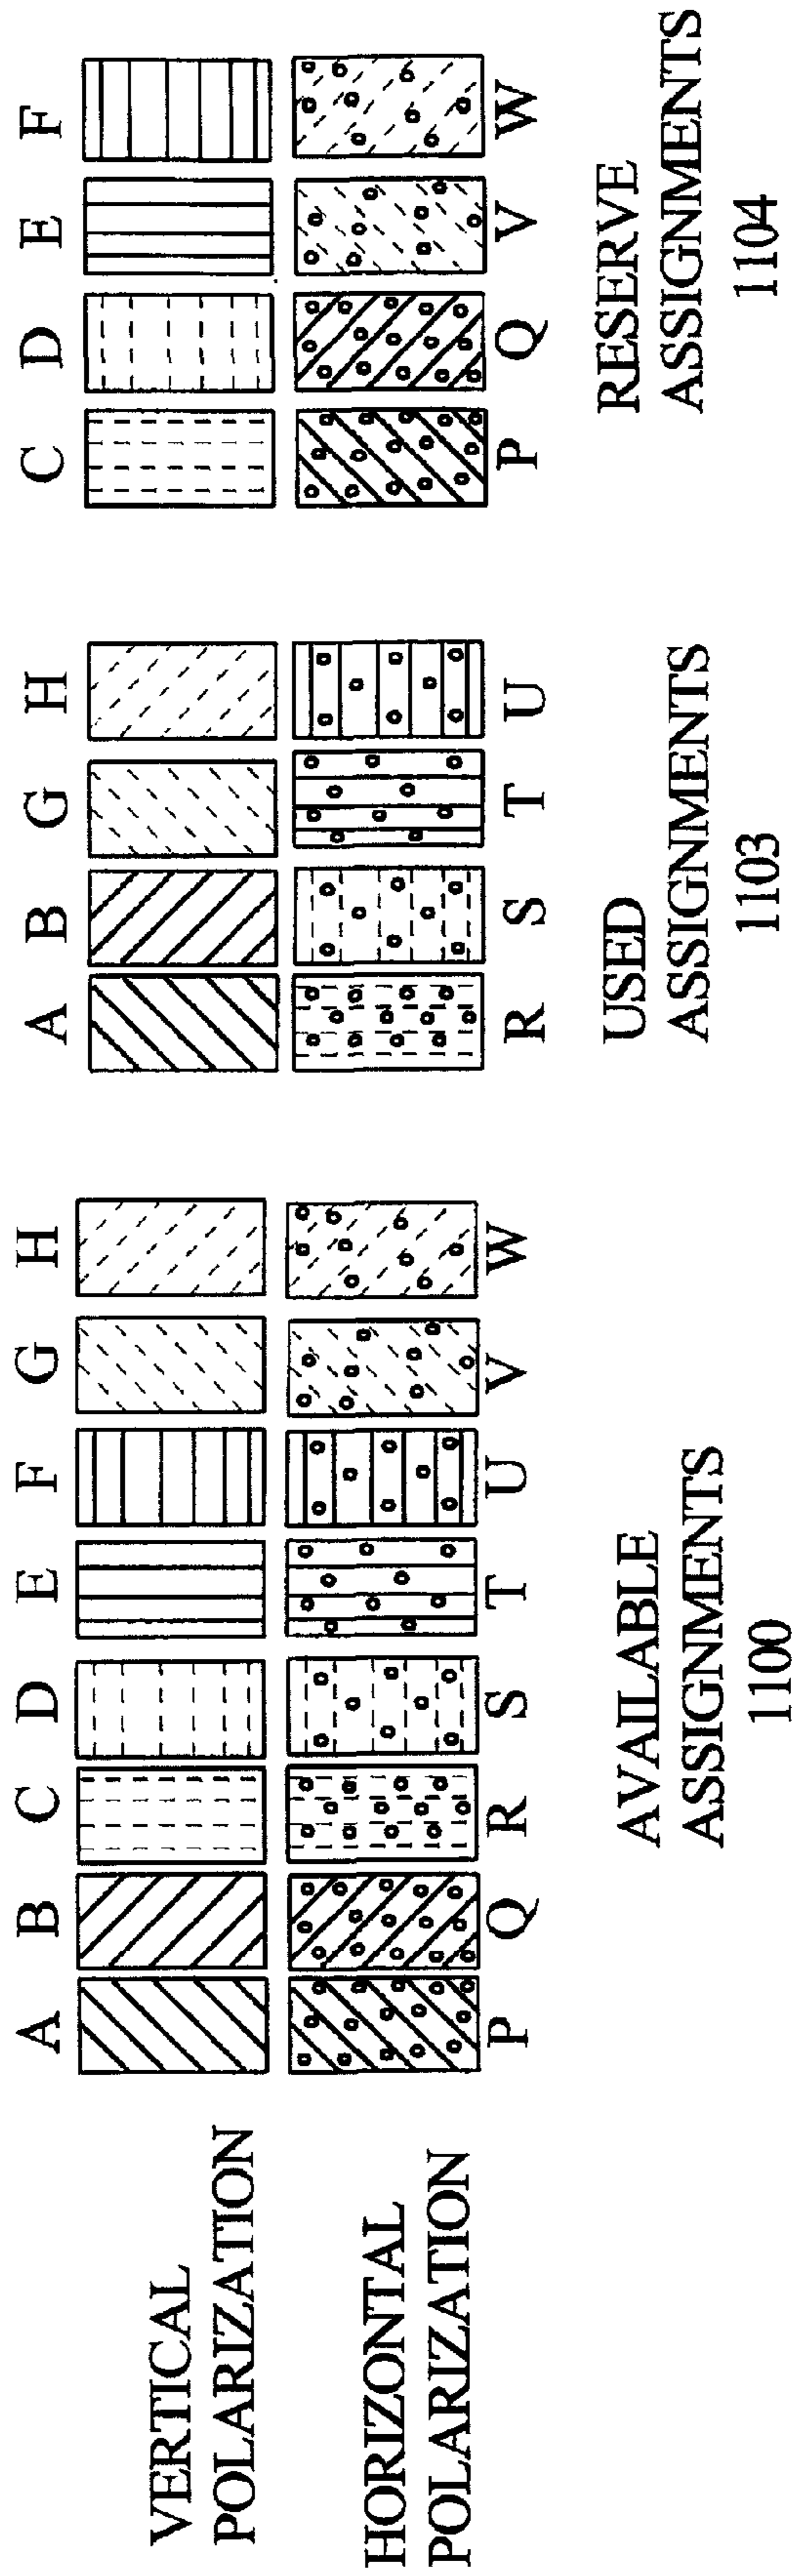 A B C D E F G H
A B G H
C D E F
VERTICAL
POLARIZATION
HORIZONTAL
POLARIZATION
P Q R S T U V W
R S T U
P Q V W
AVAILABLE
ASSIGNMENTS
1100
USED
ASSIGNMENTS
1103
RESERVE
ASSIGNMENTS
1104